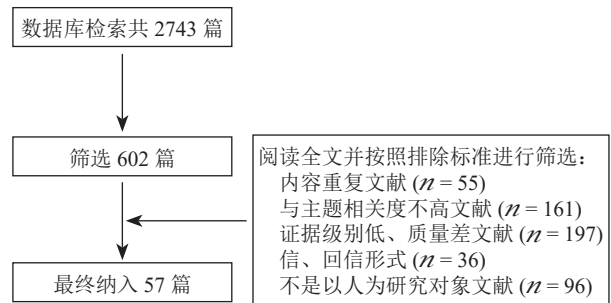 数据库检索共 2743 篇
筛选 602 篇
阅读全文并按照排除标准进行筛选：
内容重复文献 (n = 55)
与主题相关度不高文献 (n = 161)
证据级别低、质量差文献 (n = 197)
信、回信形式 (n = 36)
不是以人为研究对象文献 (n = 96)
最终纳入 57 篇